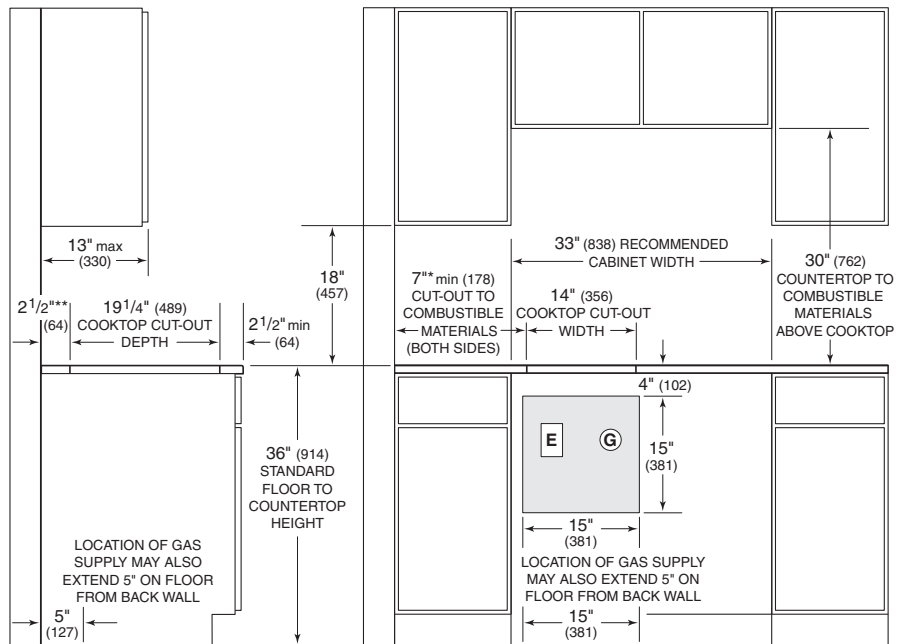 13" max
(330)
18"
(457)
2 1/2"**
(64)
19 1/4" (489)
COOKTOP CUT-OUT
DEPTH
2 1/2" min
(64)
36" (914)
STANDARD
FLOOR TO
COUNTERTOP
HEIGHT
LOCATION OF GAS
SUPPLY MAY ALSO
EXTEND 5" ON FLOOR
FROM BACK WALL
5"
(127)
33" (838) RECOMMENDED
CABINET WIDTH
7"* min (178)
CUT-OUT TO
COMBUSTIBLE
MATERIALS
(BOTH SIDES)
14" (356)
COOKTOP CUT-OUT
WIDTH
30" (762)
COUNTERTOP TO
COMBUSTIBLE
MATERIALS
ABOVE COOKTOP
4" (102)
E
G
15"
(381)
15"
(381)
LOCATION OF GAS SUPPLY
MAY ALSO EXTEND 5" ON
FLOOR FROM BACK WALL
15"
(381)